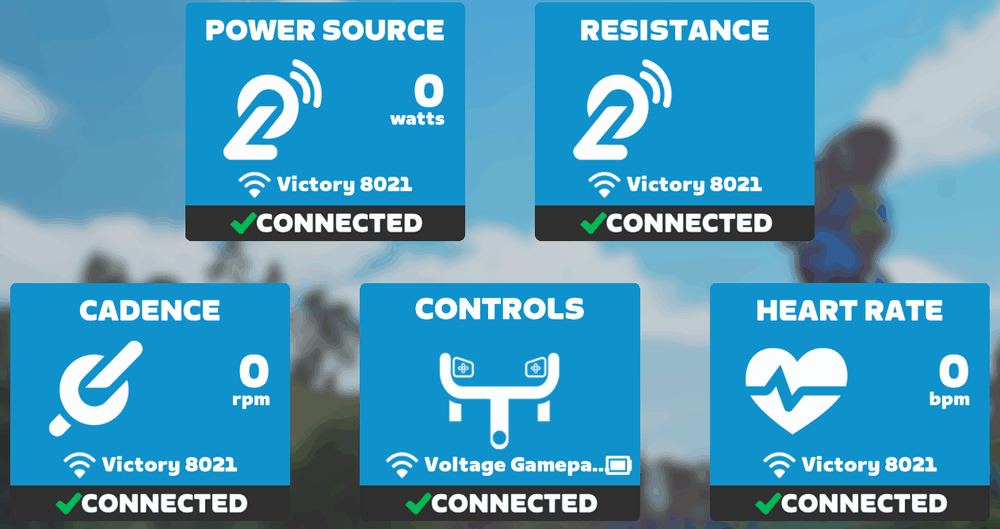 POWER SOURCE
0
watts
Victory 8021
CONNECTED
RESISTANCE
Victory 8021
CONNECTED
CADENCE
0
rpm
Victory 8021
CONNECTED
CONTROLS
Voltage Gamepa...
CONNECTED
HEART RATE
0
bpm
Victory 8021
CONNECTED